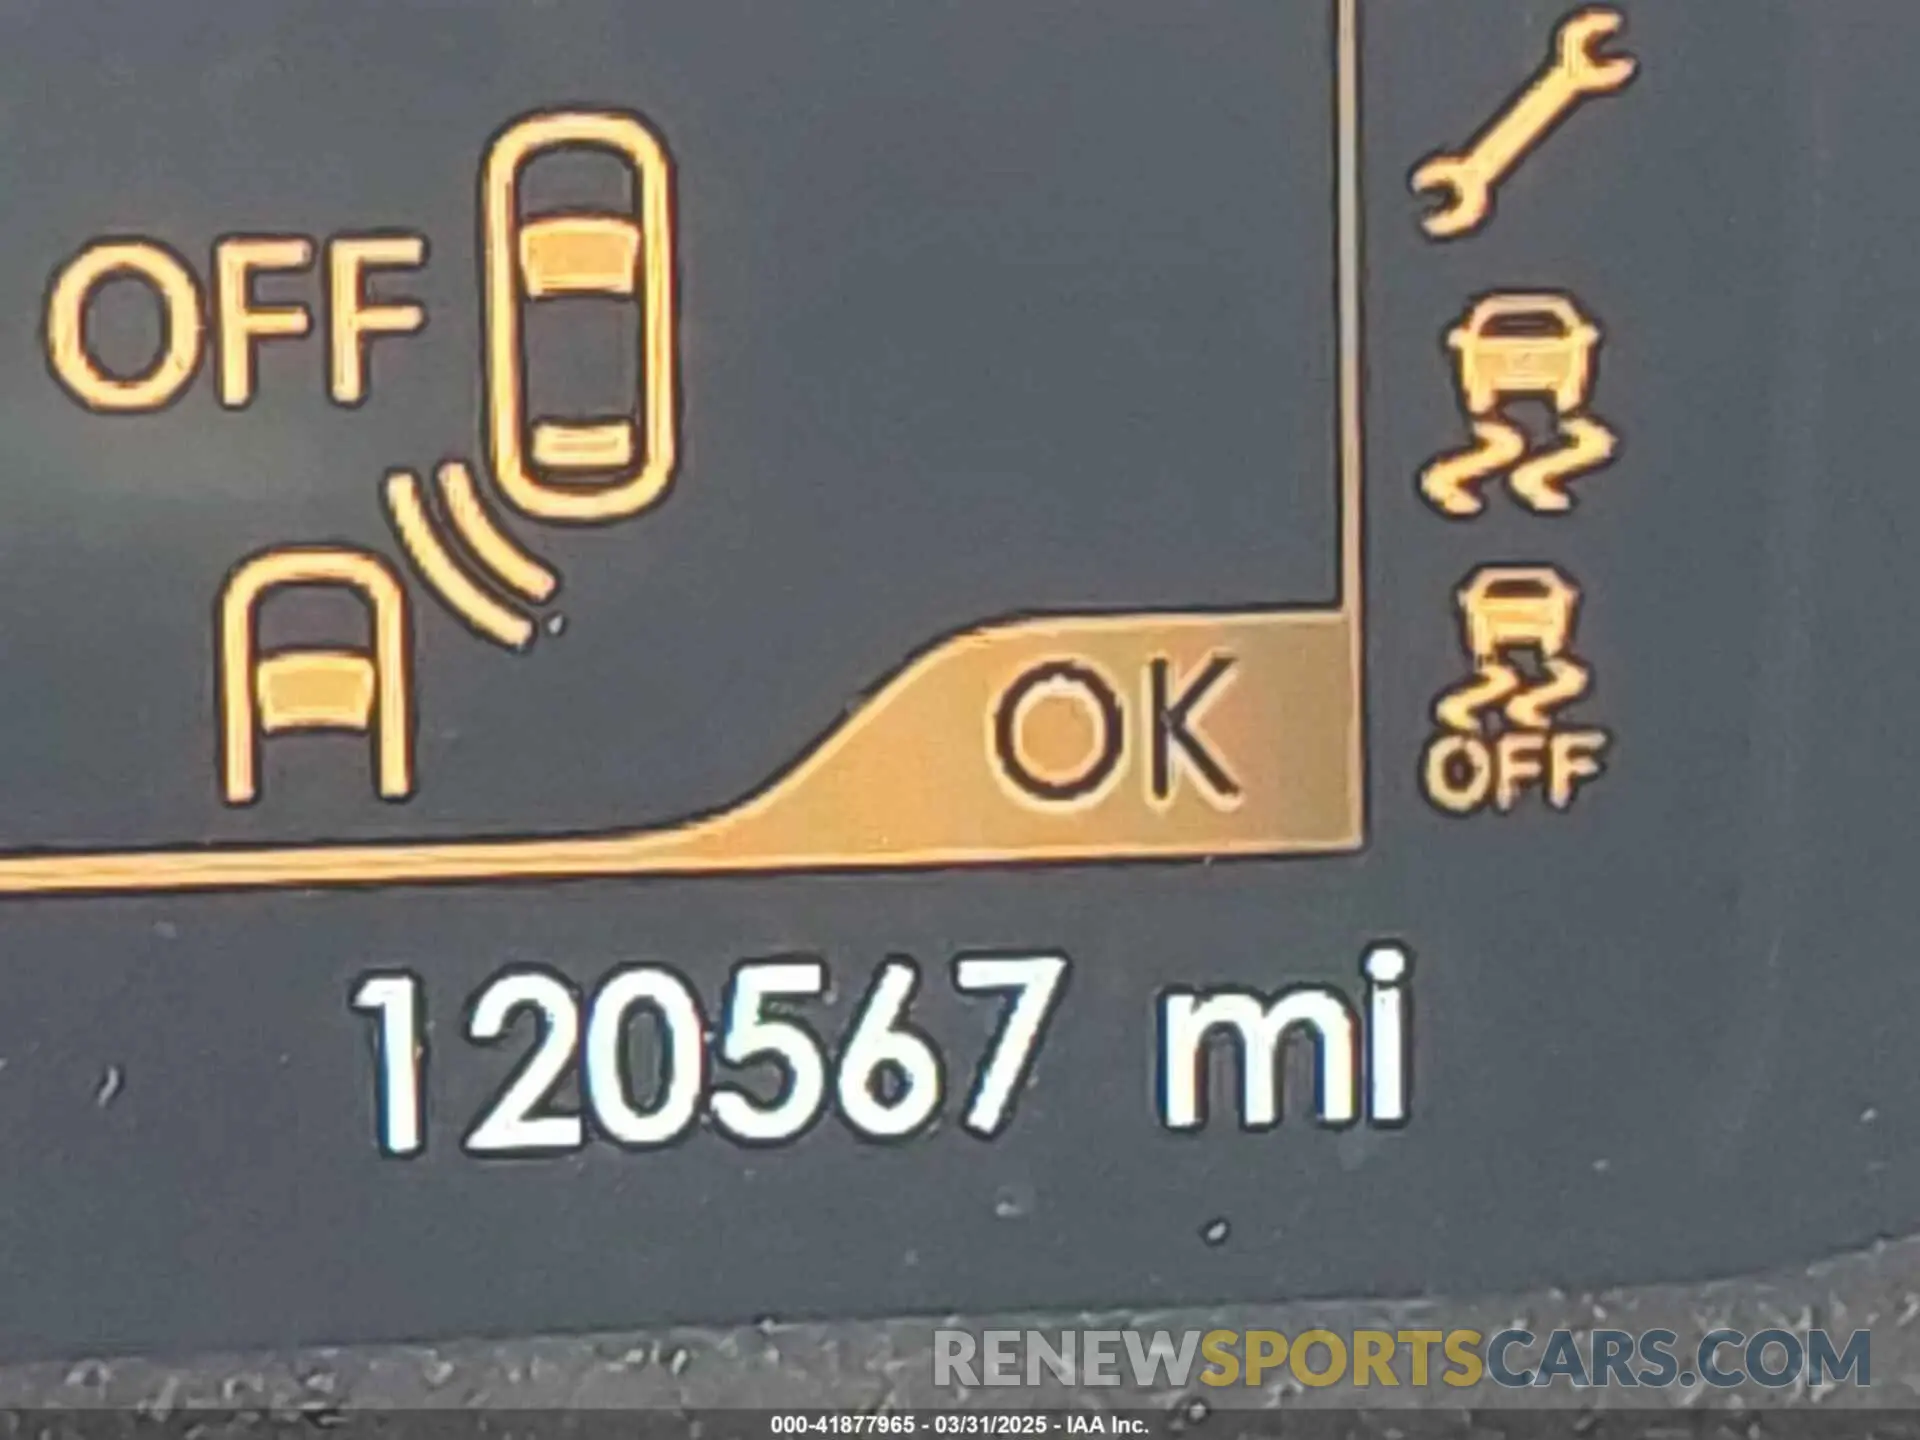 OFF
OK
OFF
120567 mi
RENEWSPORTSCARS.COM
000-41877965 - 03/31/2025 - IAA Inc.